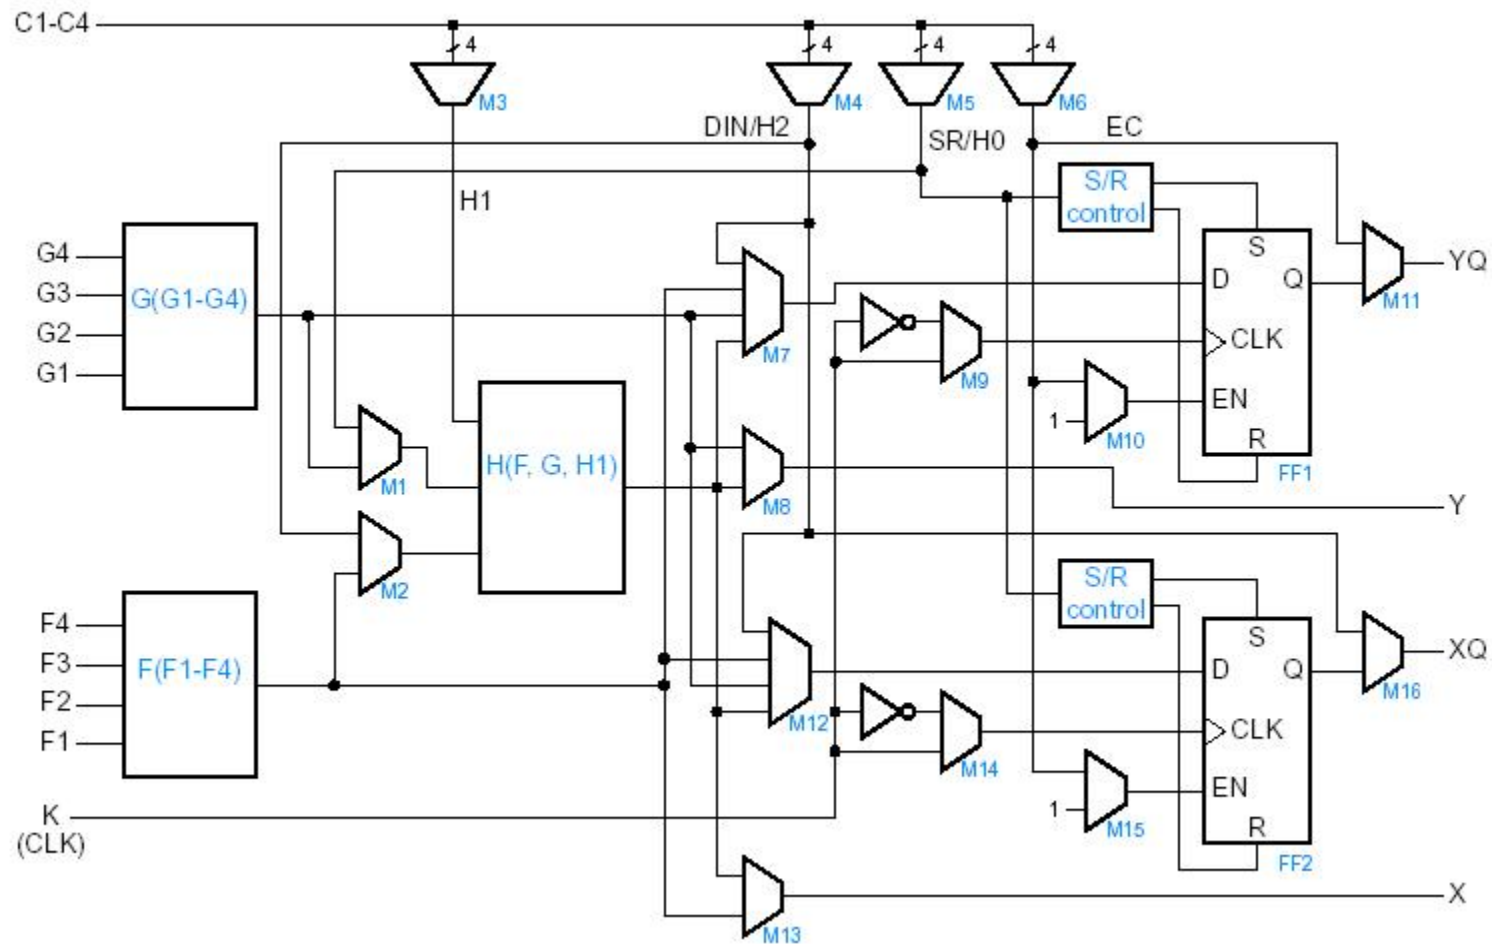 C1-C4
4 4 4 4
M3 M4 M5 M6
DIN/H2 SR/H0 EC
H1
S/R
control
G4
G3
G2
G1
G(G1-G4)
M7
M9
S
D Q
CLK
EN
R
FF1
M11
YQ
1
M10
M1
H(F, G, H1)
M8
Y
M2
F4
F3
F2
F1
F(F1-F4)
S/R
control
M12
M14
S
D Q
CLK
EN
R
FF2
M16
XQ
1
M15
K
(CLK)
M13
X